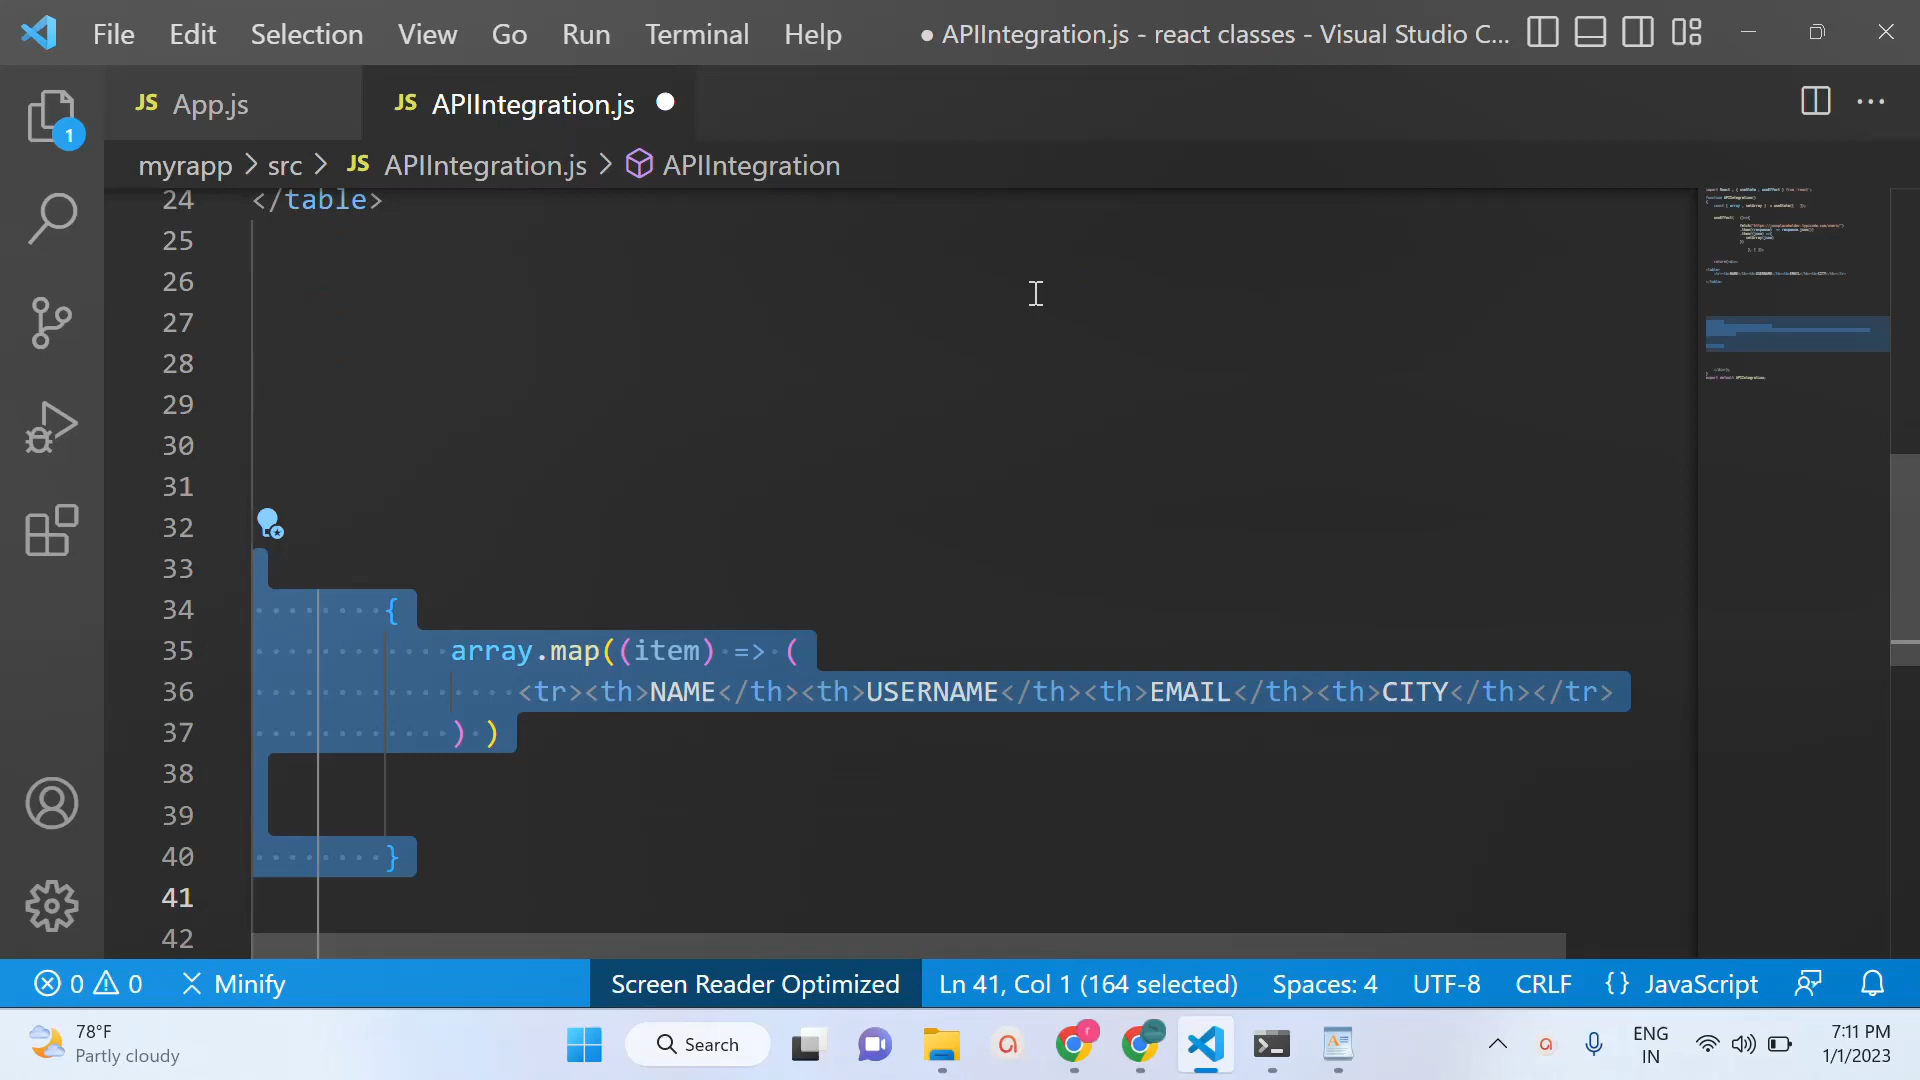 File Edit Selection View Go Run Terminal Help ● APIIntegration.js - react classes - Visual Studio C...
JS App.js JS APIIntegration.js ●
1
myrapp > src > JS APIIntegration.js > APIIntegration
24 </table>
25
26
27
28
29
30
31
32
33
34 {
35 array.map((item) => (
36 <tr><th>NAME</th><th>USERNAME</th><th>EMAIL</th><th>CITY</th></tr>
37 ) )
38
39
40 }
41
42
0 0 Minify Screen Reader Optimized Ln 41, Col 1 (164 selected) Spaces: 4 UTF-8 CRLF {} JavaScript
78°F
Partly cloudy
Search
r
ENG
IN
7:11 PM
1/1/2023